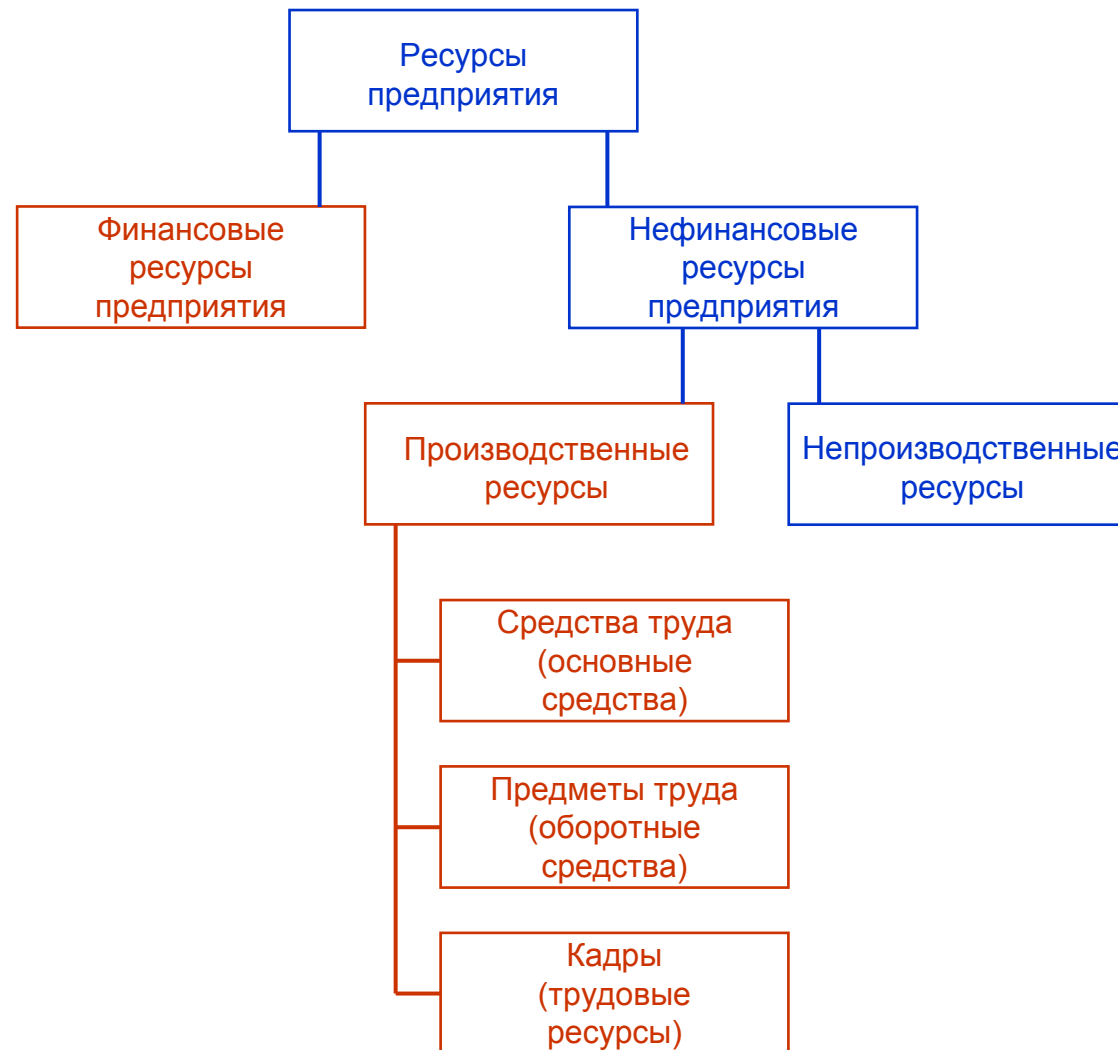 Ресурсы
предприятия
Финансовые
ресурсы
предприятия
Нефинансовые
ресурсы
предприятия
Производственные
ресурсы
Непроизводственные
ресурсы
Средства труда
(основные
средства)
Предметы труда
(оборотные
средства)
Кадры
(трудовые
ресурсы)